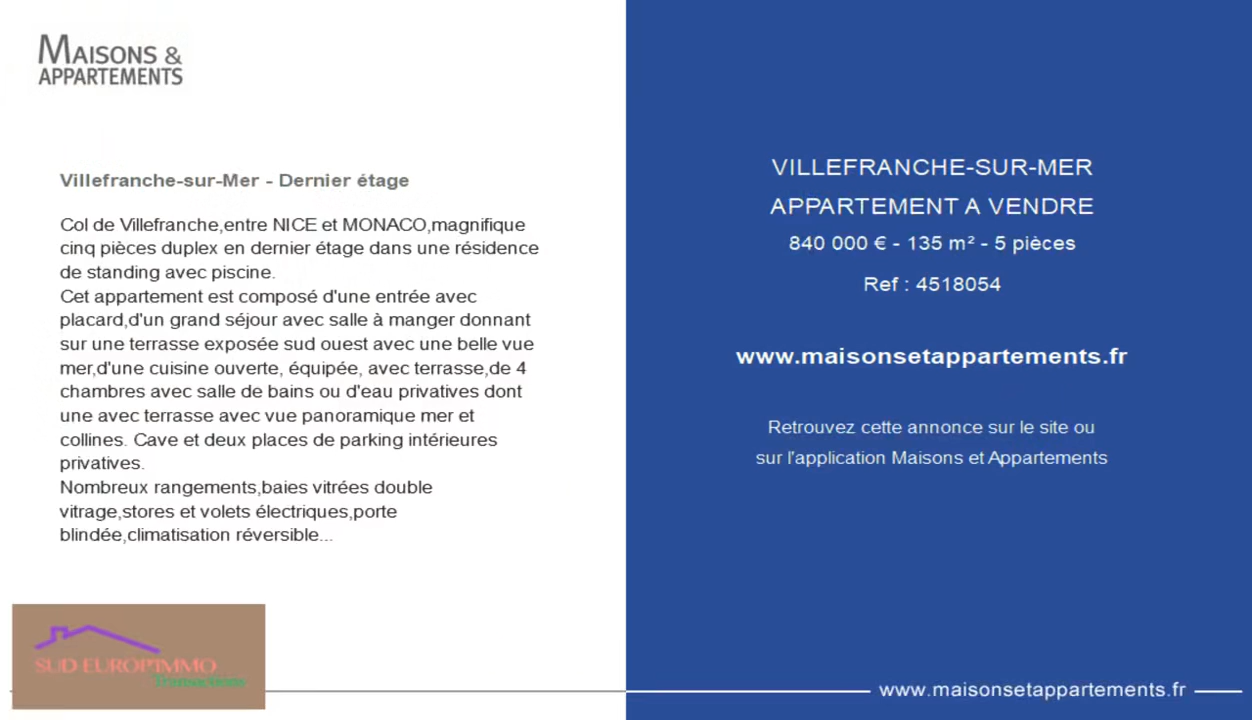 MAISONS &
APPARTEMENTS
Villefranche-sur-Mer - Dernier étage
Col de Villefranche,entre NICE et MONACO,magnifique
cinq pièces duplex en dernier étage dans une résidence
de standing avec piscine.
Cet appartement est composé d'une entrée avec
placard,d'un grand séjour avec salle à manger donnant
sur une terrasse exposée sud ouest avec une belle vue
mer,d'une cuisine ouverte, équipée, avec terrasse,de 4
chambres avec salle de bains ou d'eau privatives dont
une avec terrasse avec vue panoramique mer et
collines. Cave et deux places de parking intérieures
privatives.
Nombreux rangements,baies vitrées double
vitrage,stores et volets électriques,porte
blindée,climatisation réversible...
SUD EUROP'IMMO
Transactions
VILLEFRANCHE-SUR-MER
APPARTEMENT A VENDRE
840 000 € - 135 m² - 5 pièces
Ref : 4518054
www.maisonsetappartements.fr
Retrouvez cette annonce sur le site ou
sur l'application Maisons et Appartements
www.maisonsetappartements.fr